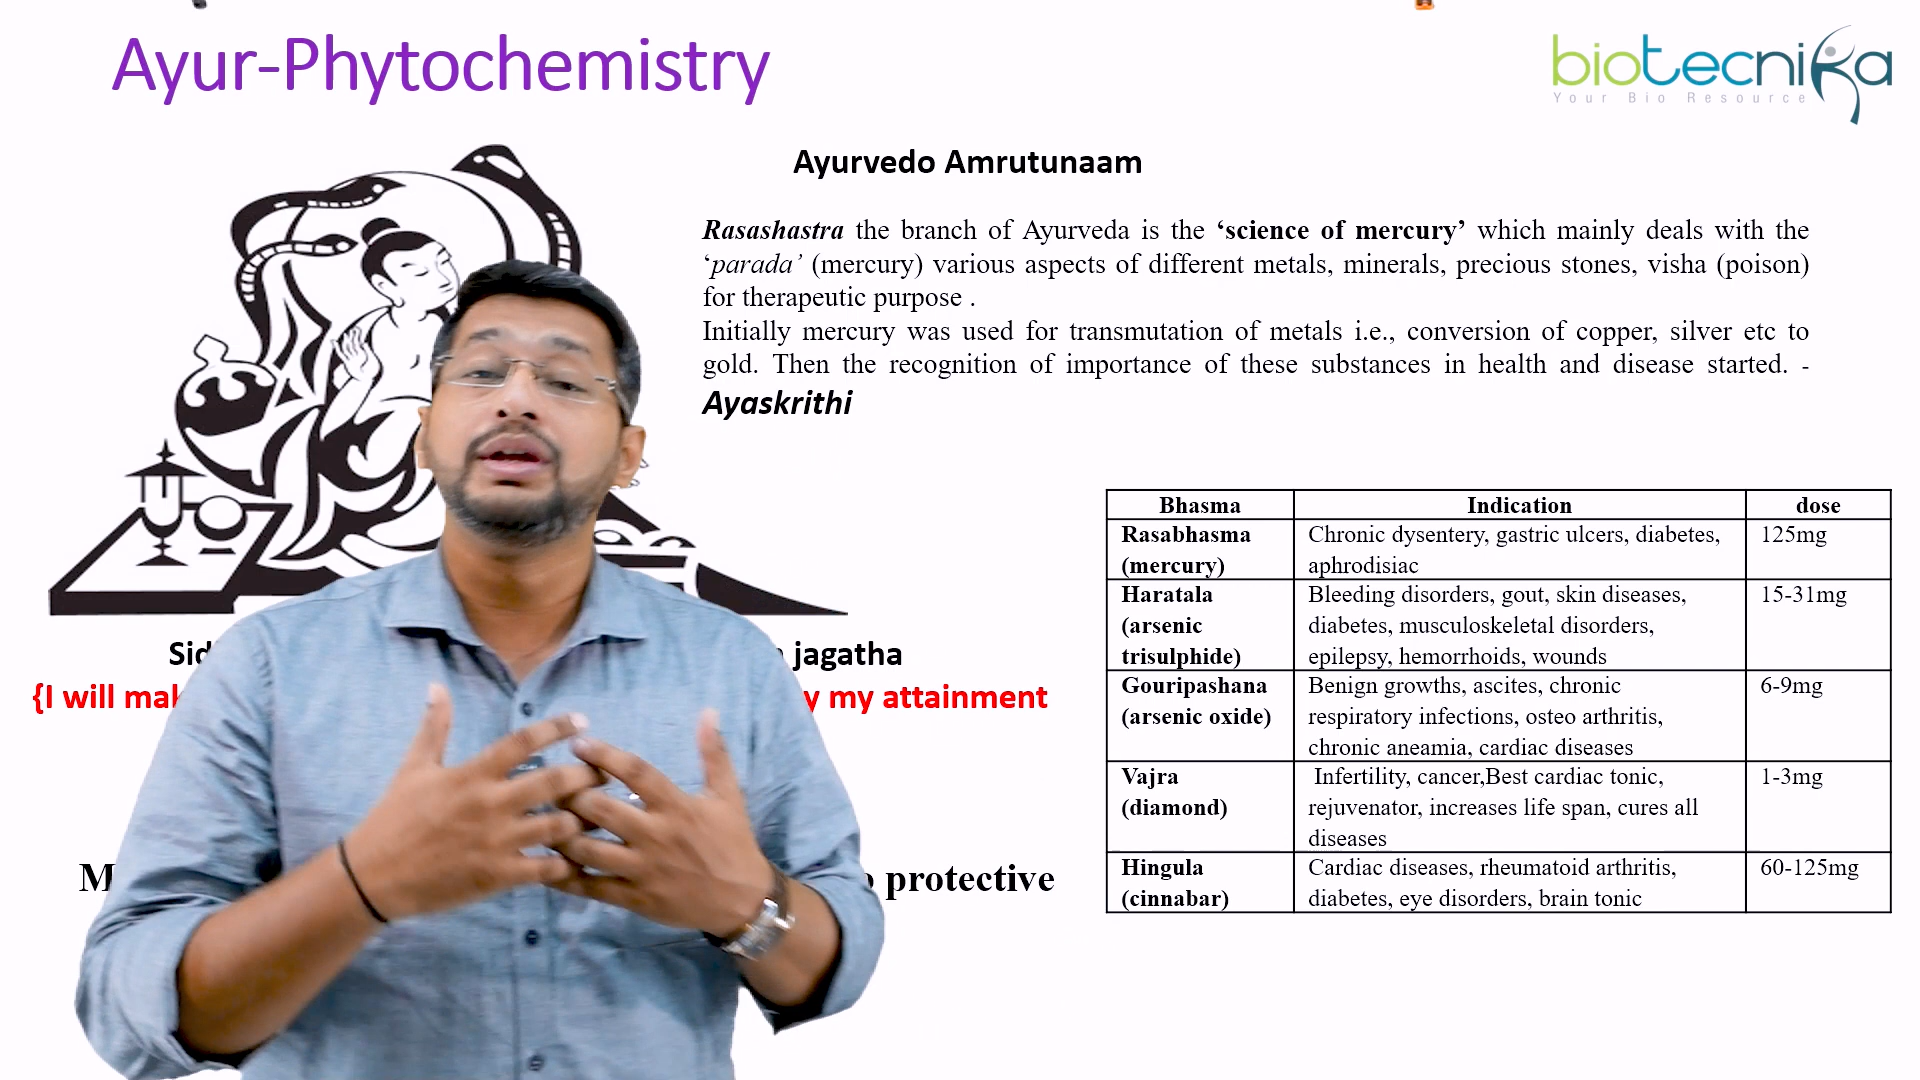 Ayur-Phytochemistry
biotecnika
Your Bio Resource
Ayurvedo Amrutunaam
Rasashastra the branch of Ayurveda is the ‘science of mercury’ which mainly deals with the
‘parada’ (mercury) various aspects of different metals, minerals, precious stones, visha (poison)
for therapeutic purpose .
Initially mercury was used for transmutation of metals i.e., conversion of copper, silver etc to
gold. Then the recognition of importance of these substances in health and disease started. -
Ayaskrithi
jagatha
{I will my attainment
protective
Bhasma Indication dose
Rasabhasma Chronic dysentery, gastric ulcers, diabetes, 125mg
(mercury) aphrodisiac
Haratala Bleeding disorders, gout, skin diseases, 15-31mg
(arsenic diabetes, musculoskeletal disorders,
trisulphide) epilepsy, hemorrhoids, wounds
Gouripashana Benign growths, ascites, chronic 6-9mg
(arsenic oxide) respiratory infections, osteo arthritis,
chronic aneamia, cardiac diseases
Vajra Infertility, cancer,Best cardiac tonic, 1-3mg
(diamond) rejuvenator, increases life span, cures all
diseases
Hingula Cardiac diseases, rheumatoid arthritis, 60-125mg
(cinnabar) diabetes, eye disorders, brain tonic